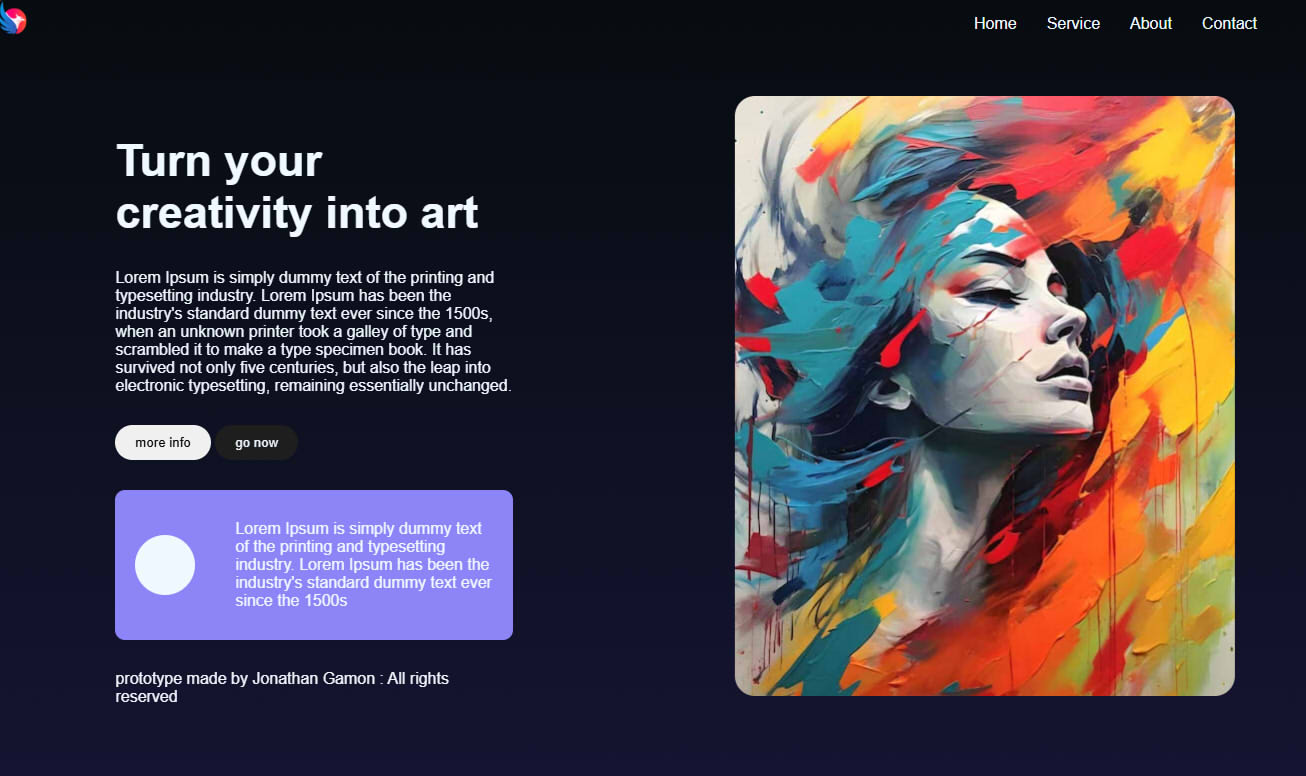 Home Service About Contact
Turn your
creativity into art
Lorem Ipsum is simply dummy text of the printing and
typesetting industry. Lorem Ipsum has been the
industry's standard dummy text ever since the 1500s,
when an unknown printer took a galley of type and
scrambled it to make a type specimen book. It has
survived not only five centuries, but also the leap into
electronic typesetting, remaining essentially unchanged.
more info go now
Lorem Ipsum is simply dummy text
of the printing and typesetting
industry. Lorem Ipsum has been the
industry's standard dummy text ever
since the 1500s
prototype made by Jonathan Gamon : All rights
reserved